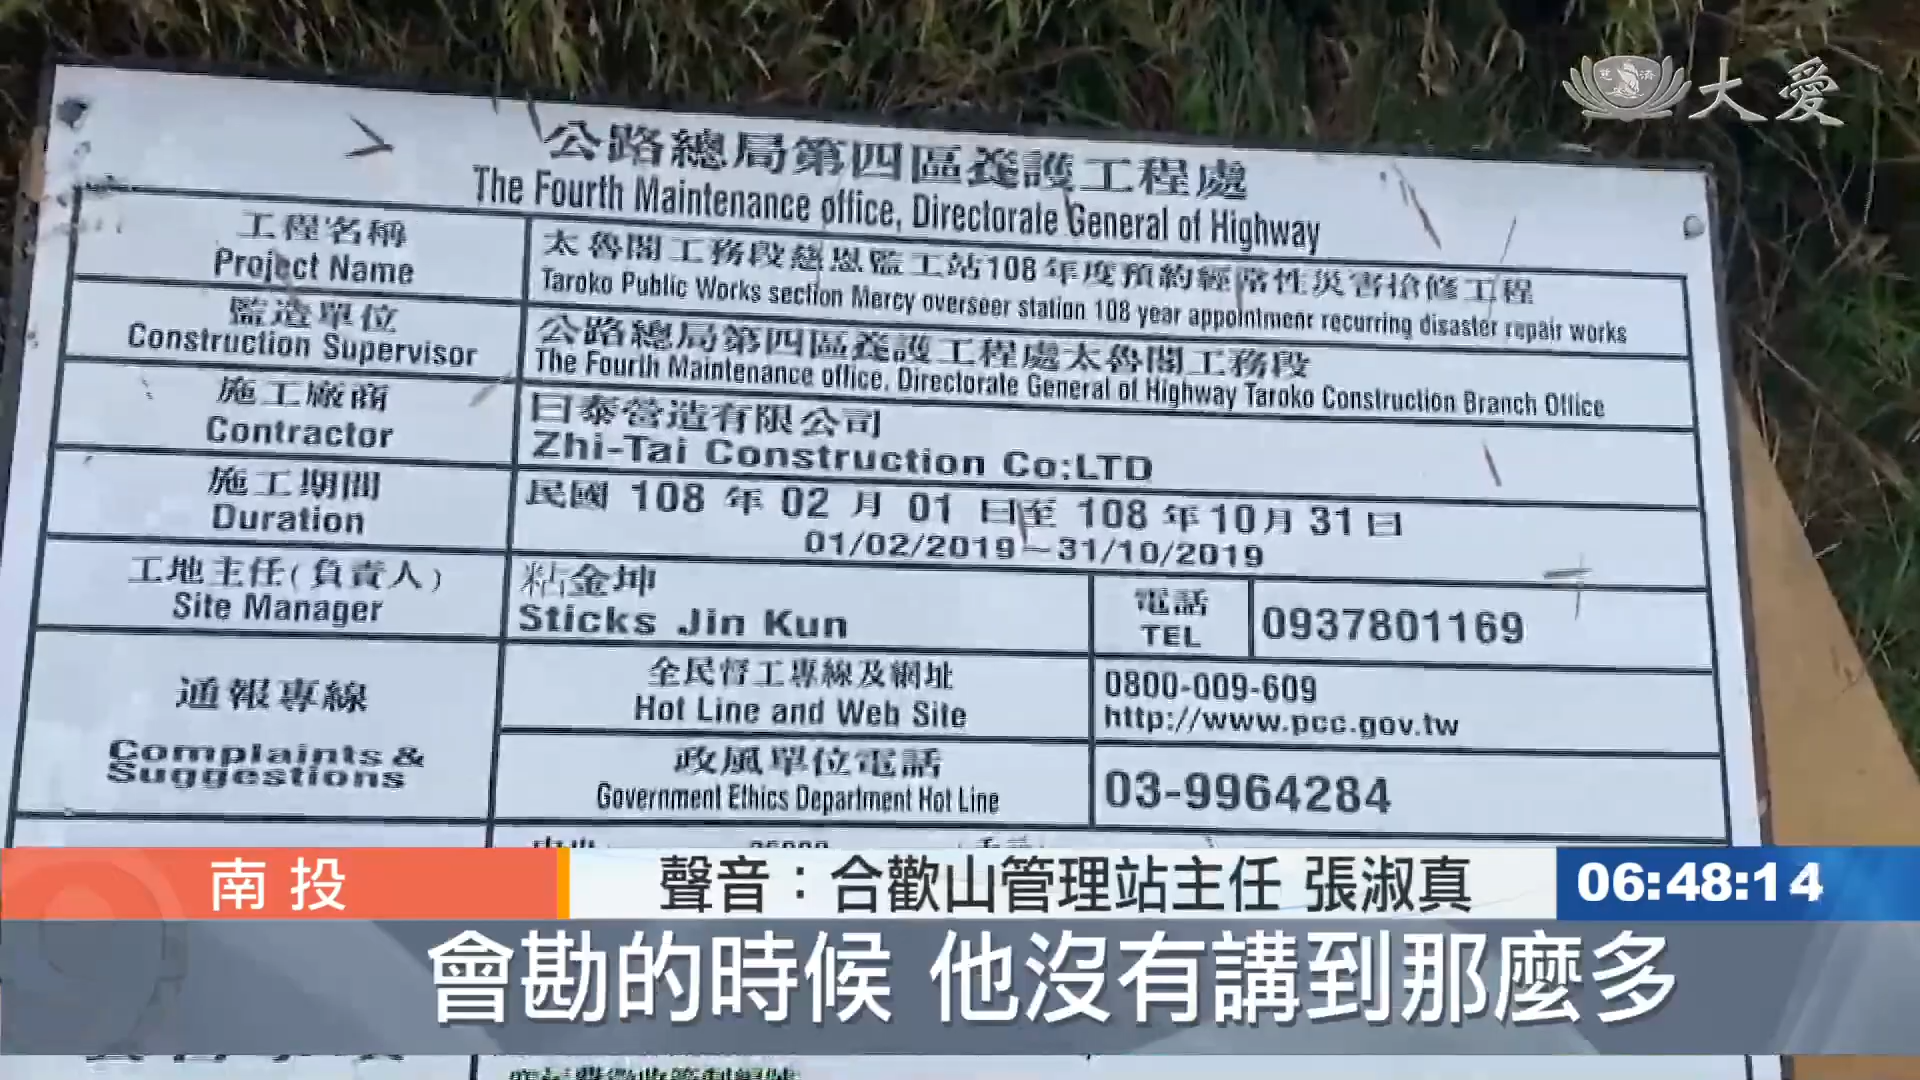 慈濟 大愛
公路總局第四區養護工程處
The Fourth Maintenance office, Directorate General of Highway
工程名稱
Project Name
太魯閣工務段慈恩監工站108年度預約經常性災害搶修工程
Taroko Public Works section Mercy overseer station 108 year appointment recurring disaster repair works
監造單位
Construction Supervisor
公路總局第四區養護工程處太魯閣工務段
The Fourth Maintenance office, Directorate General of Highway Taroko Construction Branch Office
施工廠商
Contractor
日泰營造有限公司
Zhi-Tai Construction Co:LTD
施工期間
Duration
民國 108 年 02 月 01 日至 108 年 10 月 31 日
01/02/2019~31/10/2019
工地主任(負責人)
Site Manager
粘金坤
Sticks Jin Kun
電話
TEL
0937801169
通報專線
Complaints &
Suggestions
全民督工專線及網址
Hot Line and Web Site
0800-009-609
http://www.pcc.gov.tw
政風單位電話
Government Ethics Department Hot Line
03-9964284
南投
聲音：合歡山管理站主任 張淑真
06:48:14
會勘的時候 他沒有講到那麼多